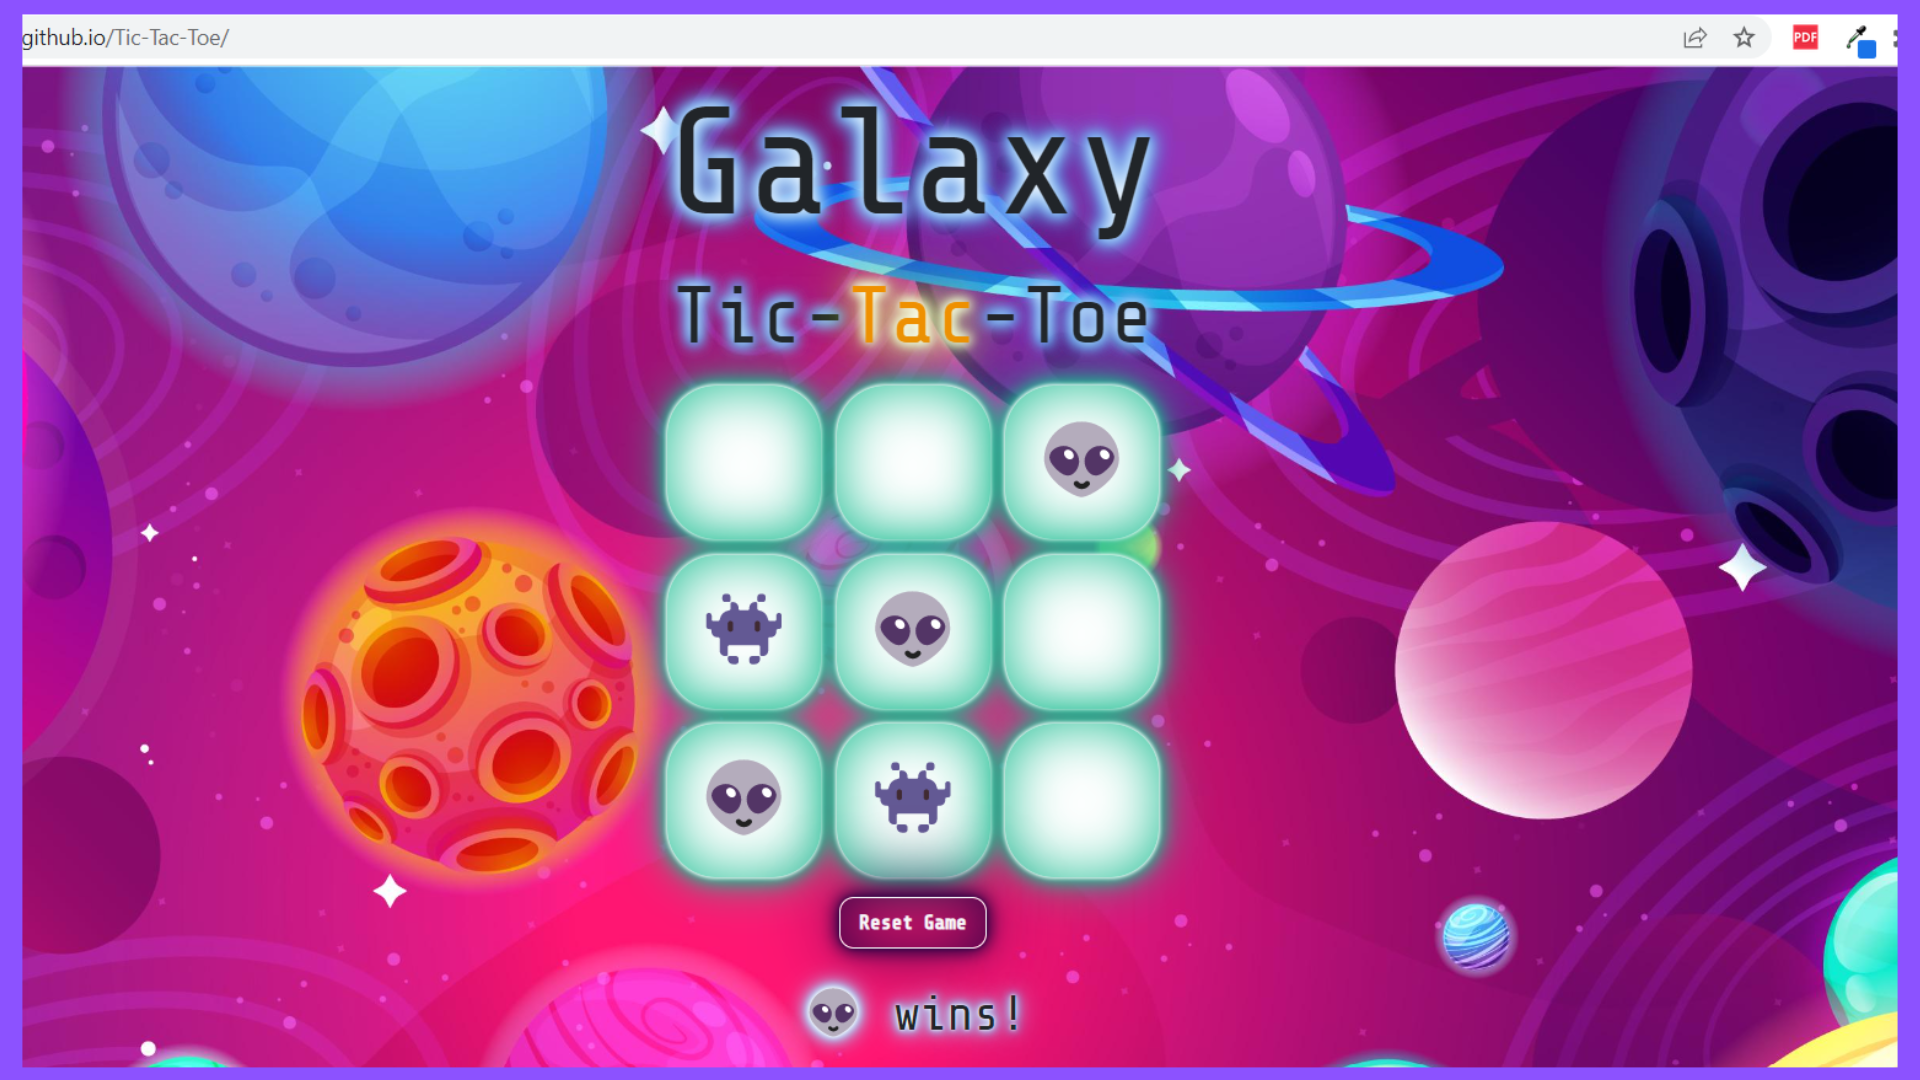 github.io/Tic-Tac-Toe/
PDF
Galaxy
Tic-Tac-Toe
Reset Game
wins!